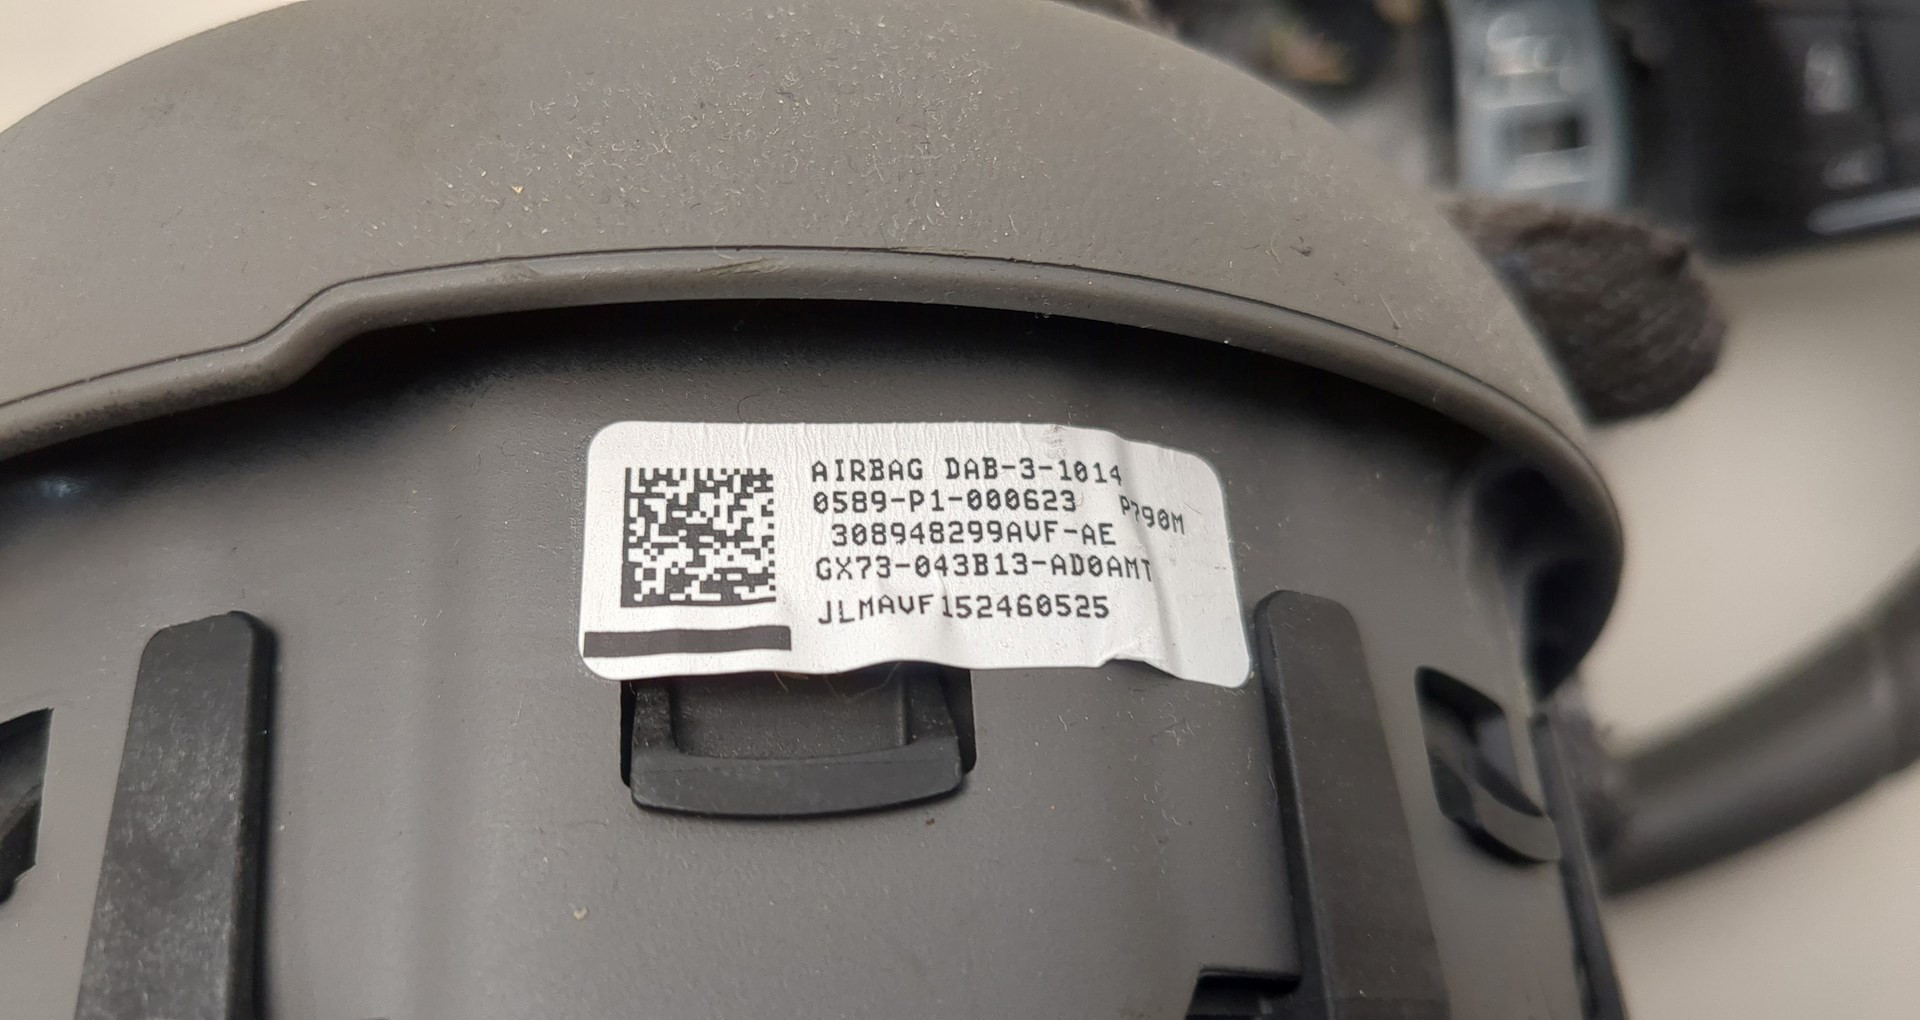 AIRBAG DAB-3-1014
0589-P1-000623 P790M
308948299AVF-AE
GX73-043B13-AD0AMT
JLMAVF152460525